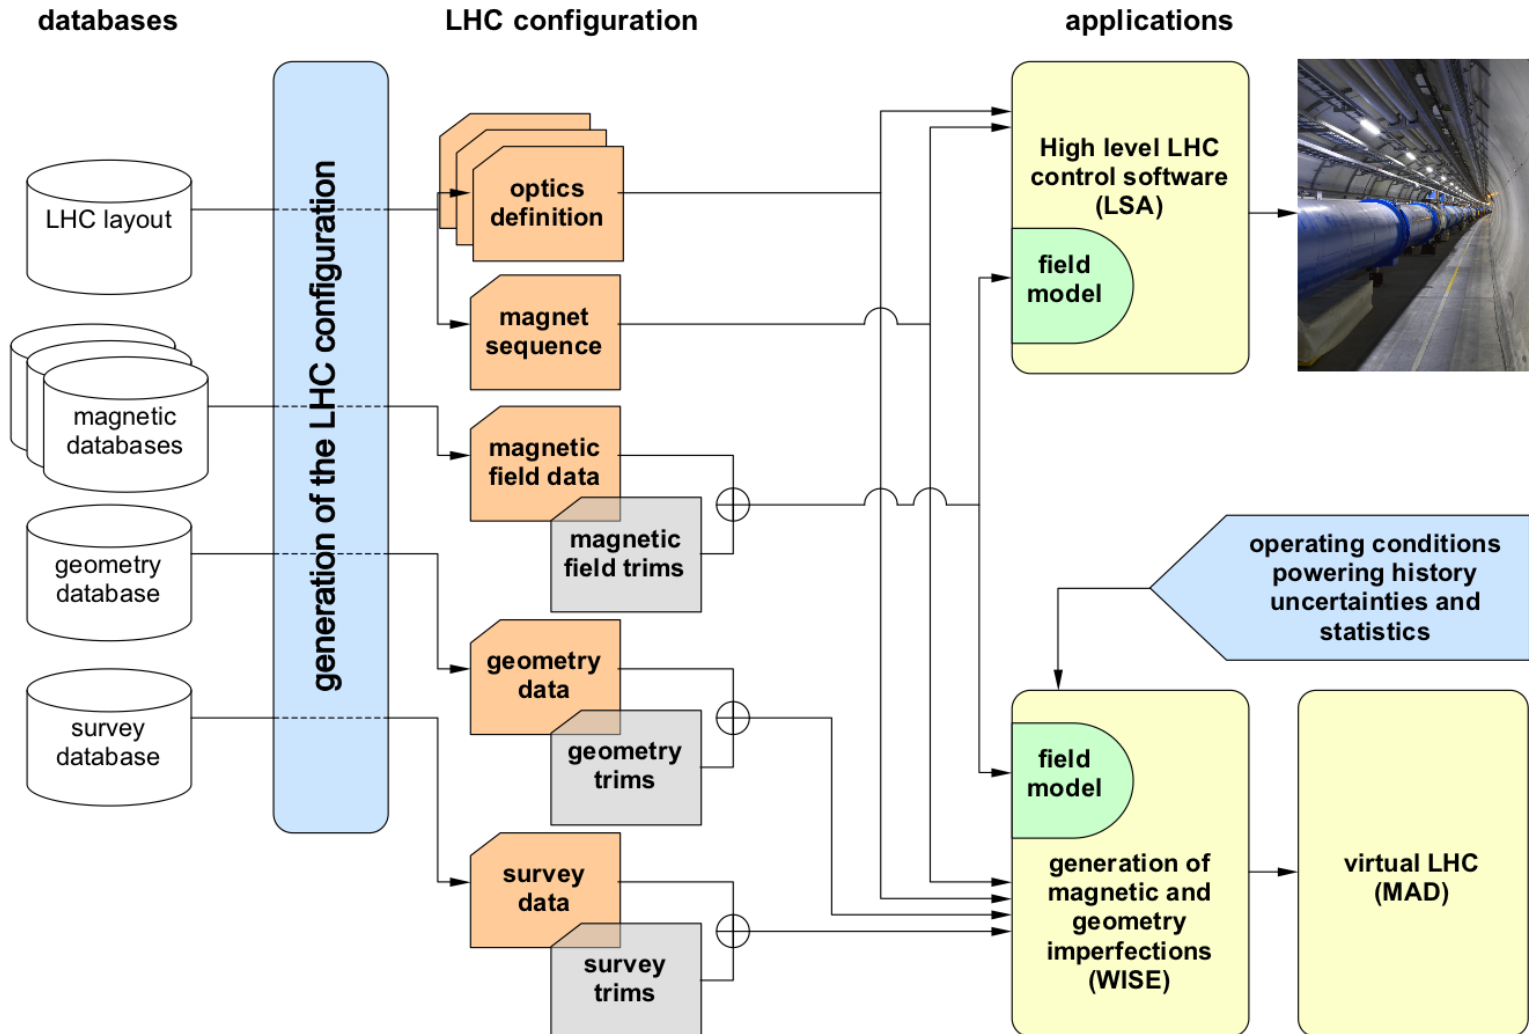 databases
LHC configuration
applications
LHC layout
magnetic
databases
geometry
database
survey
database
generation of the LHC configuration
optics
definition
magnet
sequence
magnetic
field data
magnetic
field trims
geometry
data
geometry
trims
survey
data
survey
trims
High level LHC
control software
(LSA)
field
model
operating conditions
powering history
uncertainties and
statistics
field
model
generation of
magnetic and
geometry
imperfections
(WISE)
virtual LHC
(MAD)